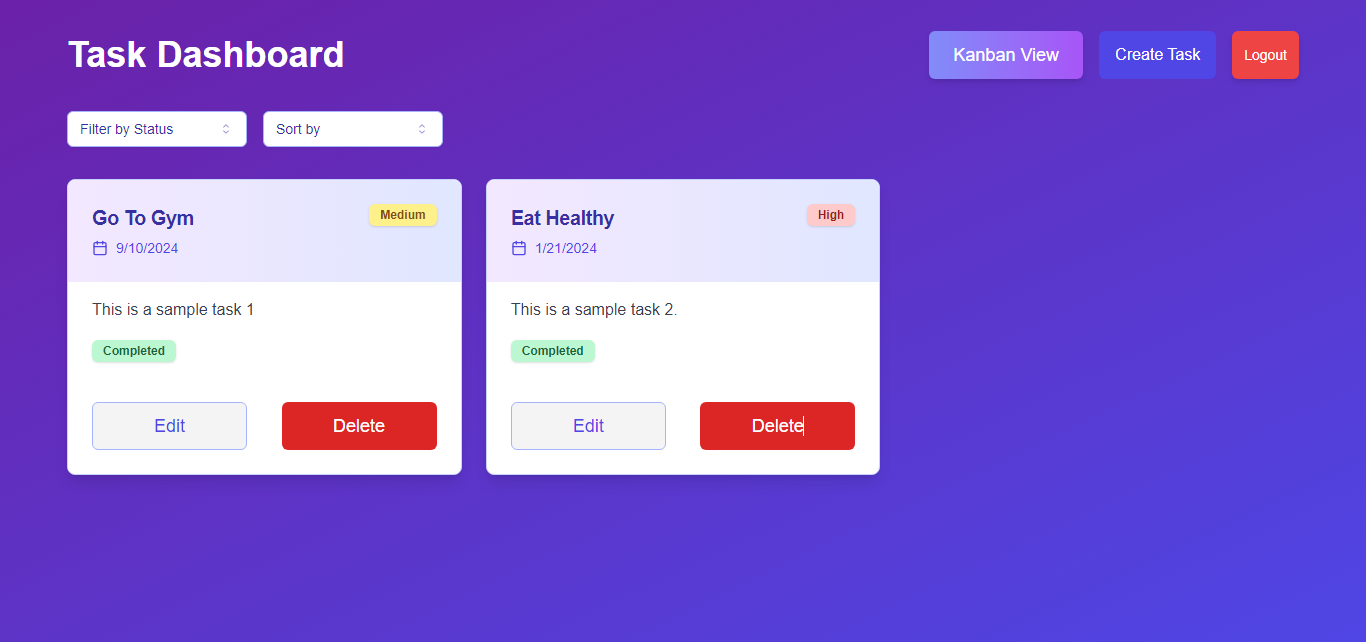 Task Dashboard
Kanban View
Create Task
Logout
Filter by Status
Sort by
Go To Gym
Medium
9/10/2024
This is a sample task 1
Completed
Edit
Delete
Eat Healthy
High
1/21/2024
This is a sample task 2.
Completed
Edit
Delete